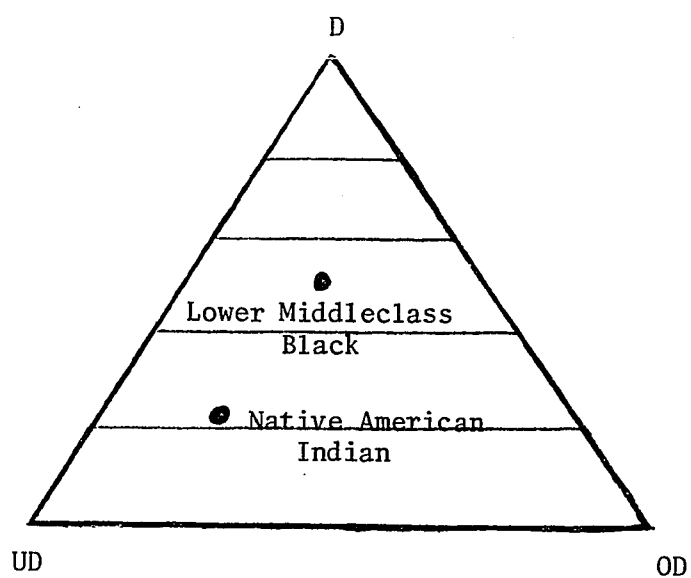 D
Lower Middleclass
Black
Native American
Indian
UD
OD